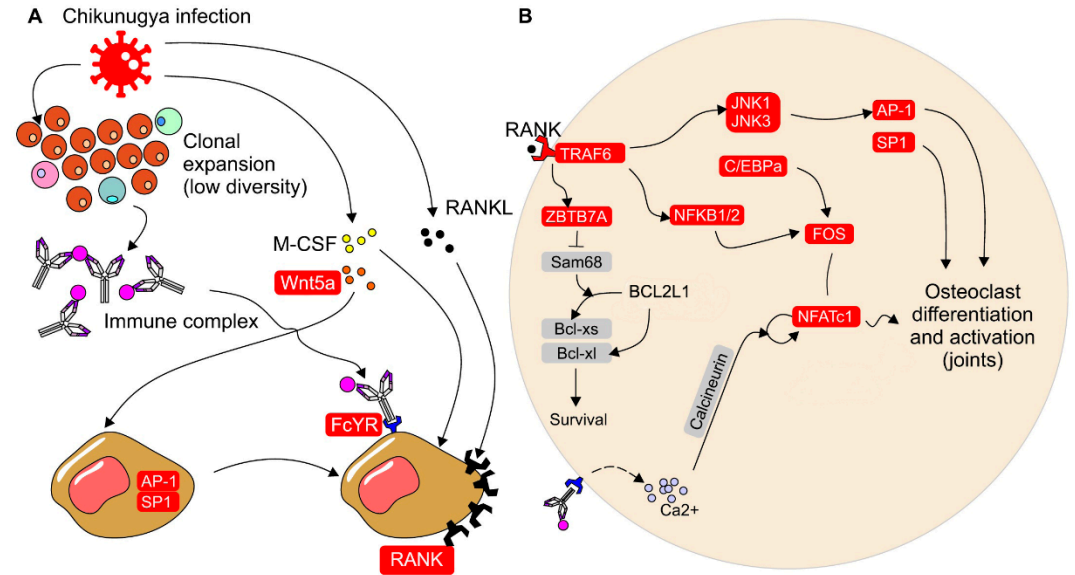 A
Chikunugya infection
Clonal
expansion
(low diversity)
RANKL
M-CSF
Wnt5a
Immune complex
FcYR
AP-1
SP1
RANK
B
RANK
TRAF6
JNK1
JNK3
AP-1
SP1
C/EBPa
ZBTB7A
NFKB1/2
FOS
Sam68
BCL2L1
Bcl-xs
Bcl-xl
NFATc1
Osteoclast
differentiation
and activation
(joints)
Calcineurin
Survival
Ca2+